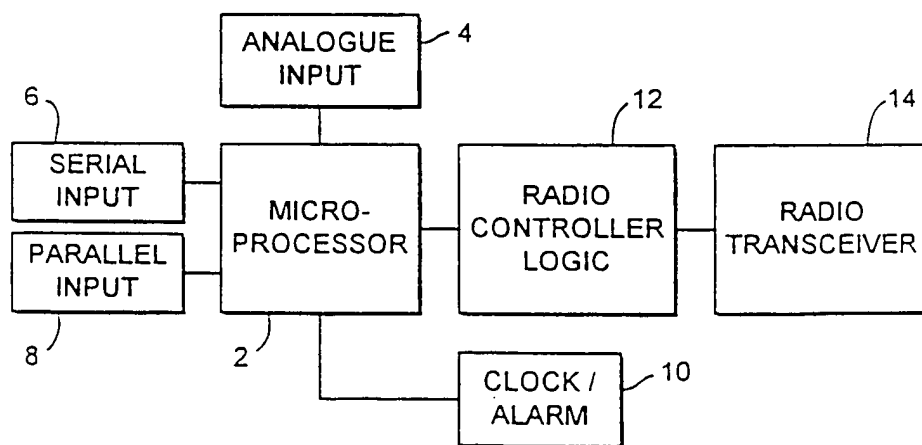 ANALOGUE
INPUT
4
6
SERIAL
INPUT
PARALLEL
INPUT
8
MICRO-
PROCESSOR
2
12
RADIO
CONTROLLER
LOGIC
14
RADIO
TRANSCEIVER
CLOCK /
ALARM
10